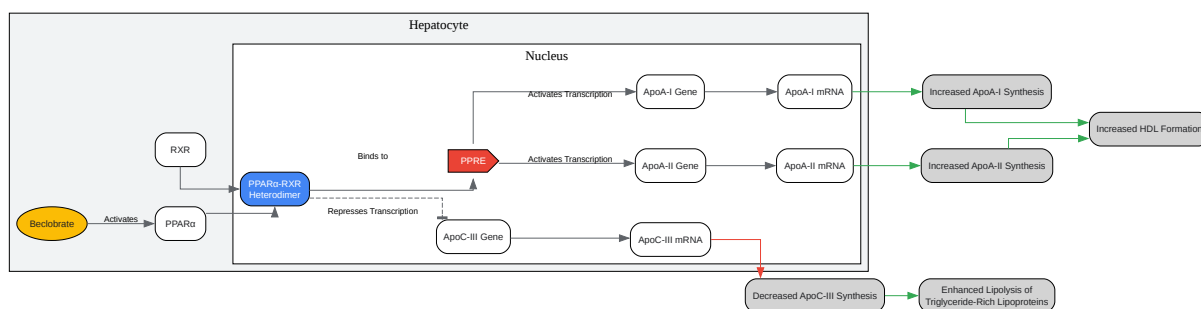 Hepatocyte
Nucleus
Activates Transcription
ApoA-I Gene
ApoA-I mRNA
Increased ApoA-I Synthesis
Increased HDL Formation
RXR
Binds to
PPRE
Activates Transcription
ApoA-II Gene
ApoA-II mRNA
Increased ApoA-II Synthesis
PPARα-RXR
Heterodimer
Beclobrate
Activates
PPARα
Represses Transcription
ApoC-III Gene
ApoC-III mRNA
Decreased ApoC-III Synthesis
Enhanced Lipolysis of
Triglyceride-Rich Lipoproteins